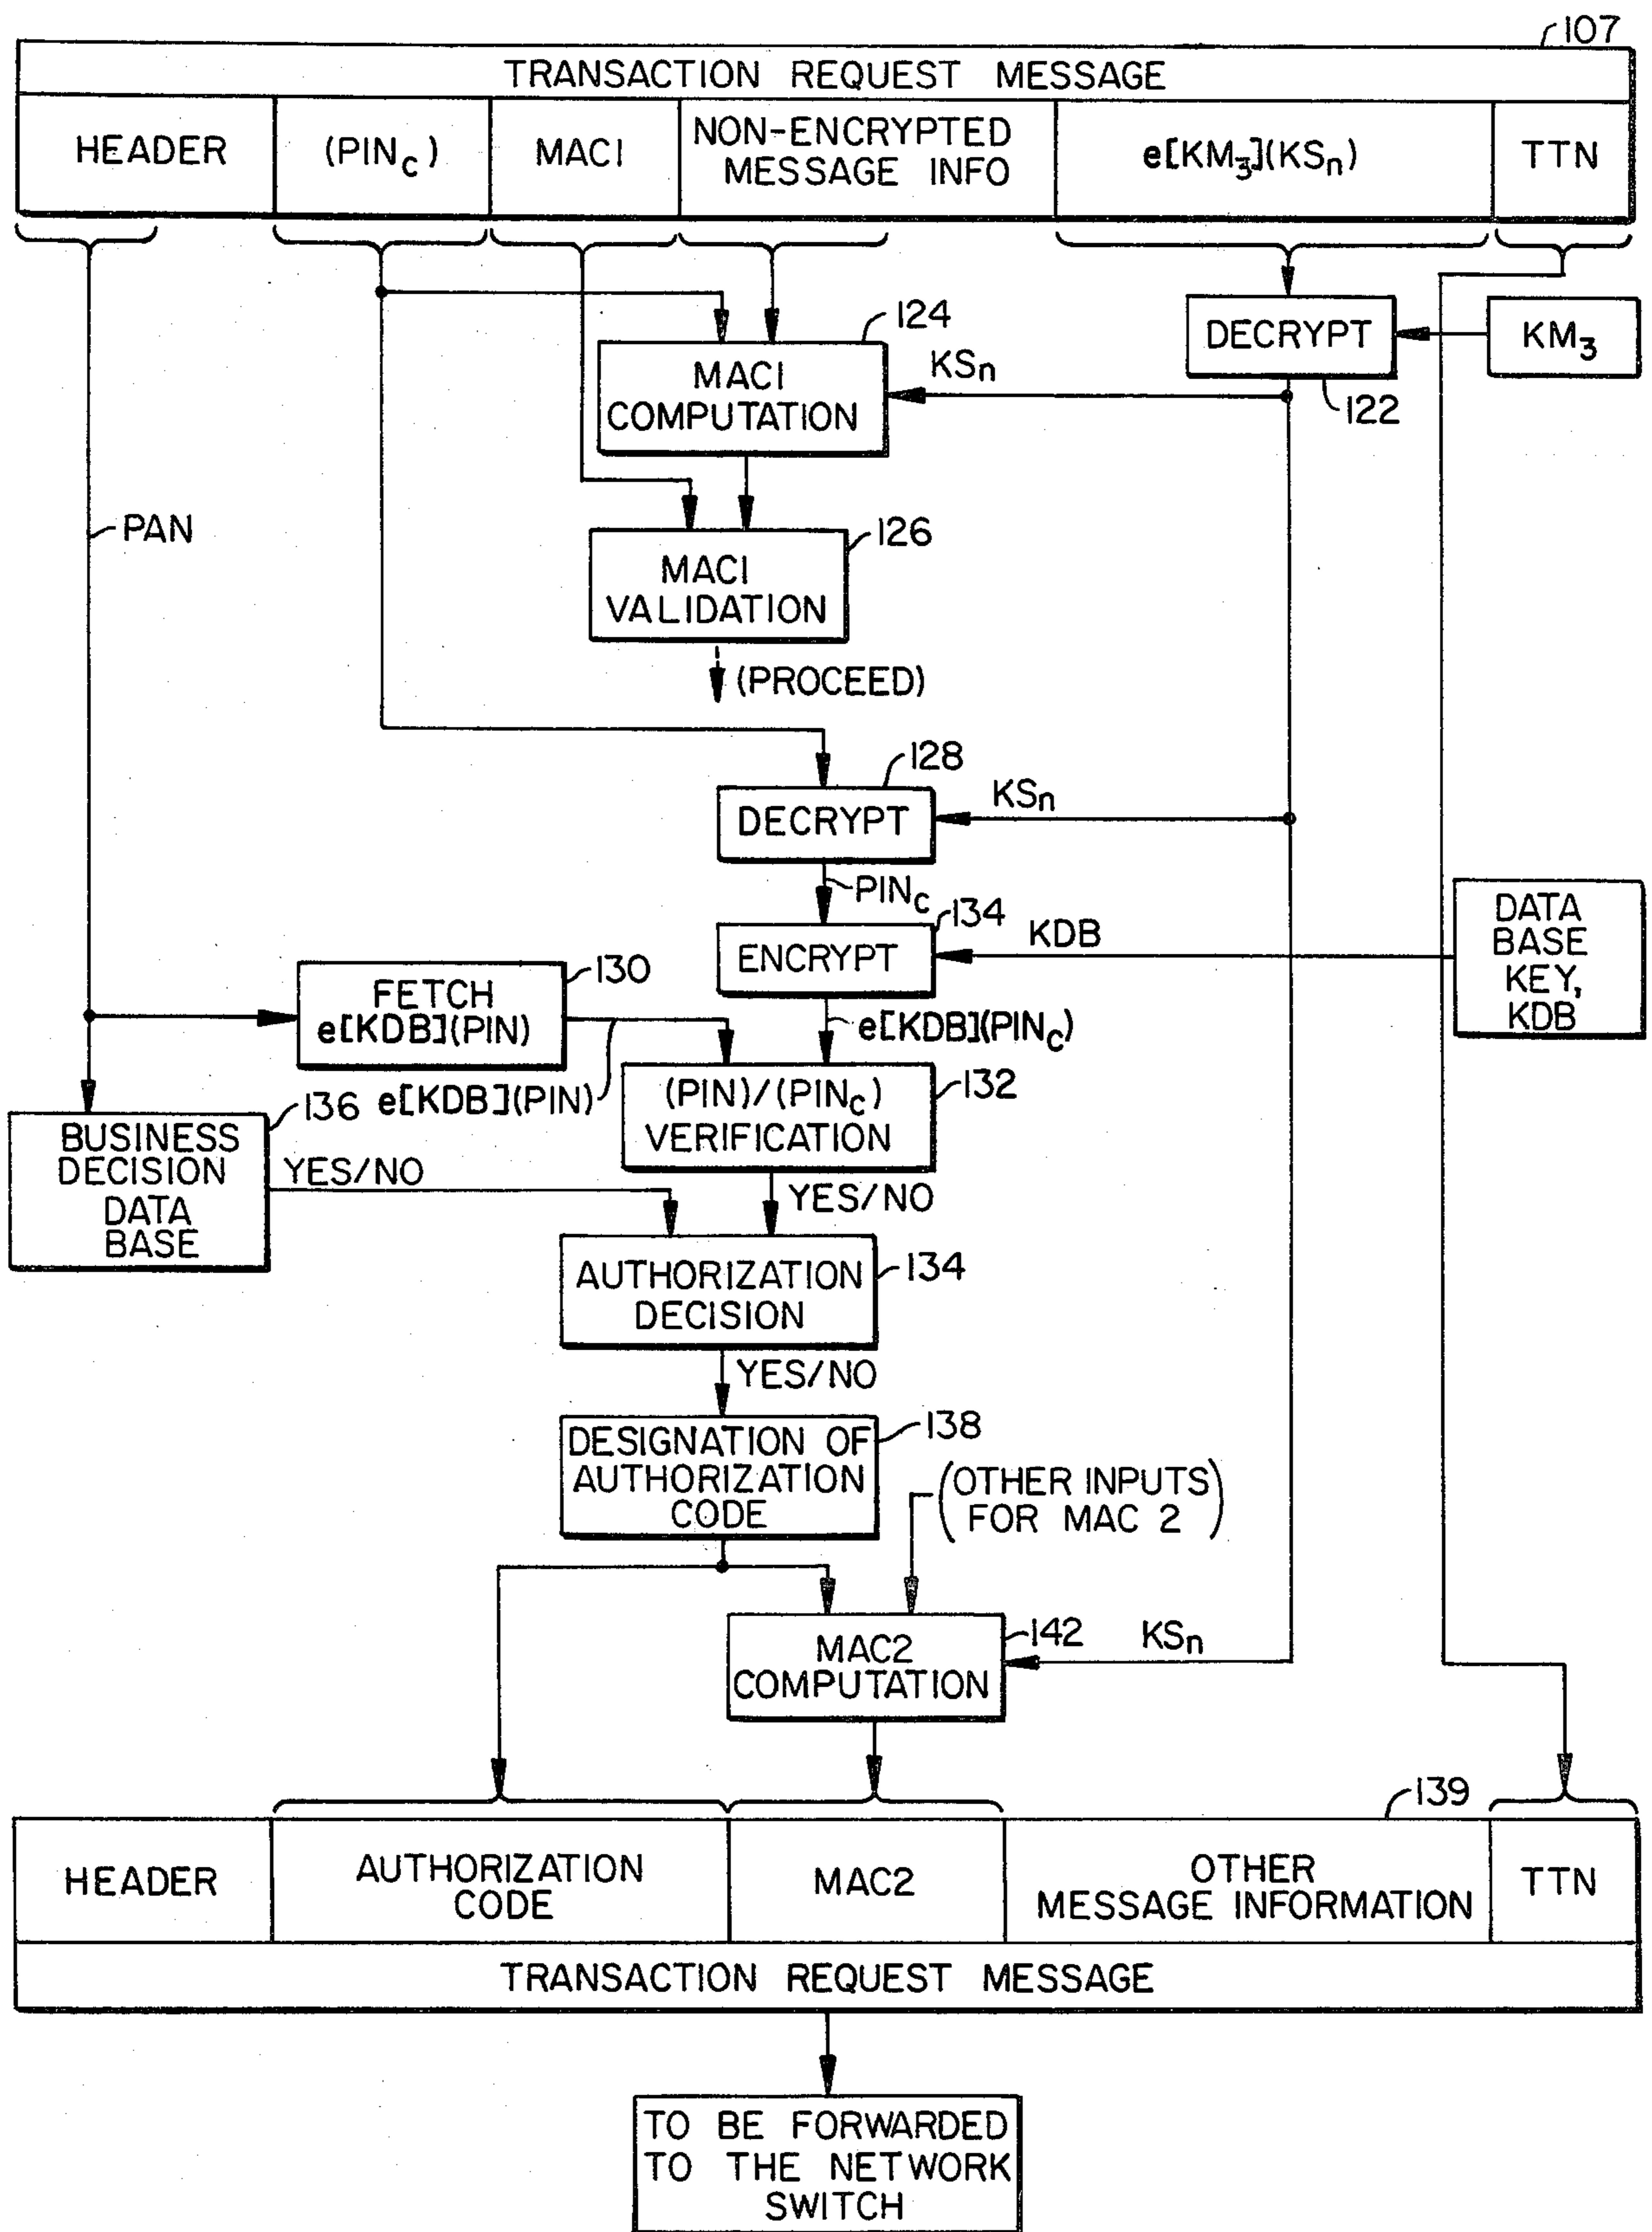 107
TRANSACTION REQUEST MESSAGE
HEADER
(PINc)
MAC1
NON-ENCRYPTED
MESSAGE INFO
e[KM3](KSn)
TTN
124
MAC1
COMPUTATION
KSn
DECRYPT
KM3
122
PAN
126
MAC1
VALIDATION
(PROCEED)
128
DECRYPT
KSn
PINc
134
ENCRYPT
KDB
DATA
BASE
KEY,
KDB
130
FETCH
e[KDB](PIN)
e[KDB](PINc)
136
e[KDB](PIN)
(PIN)/(PINc)
VERIFICATION
132
BUSINESS
DECISION
DATA
BASE
YES/NO
YES/NO
AUTHORIZATION
DECISION
134
YES/NO
138
DESIGNATION OF
AUTHORIZATION
CODE
(OTHER INPUTS
FOR MAC 2)
MAC2
COMPUTATION
142
KSn
139
HEADER
AUTHORIZATION
CODE
MAC2
OTHER
MESSAGE INFORMATION
TTN
TRANSACTION REQUEST MESSAGE
TO BE FORWARDED
TO THE NETWORK
SWITCH